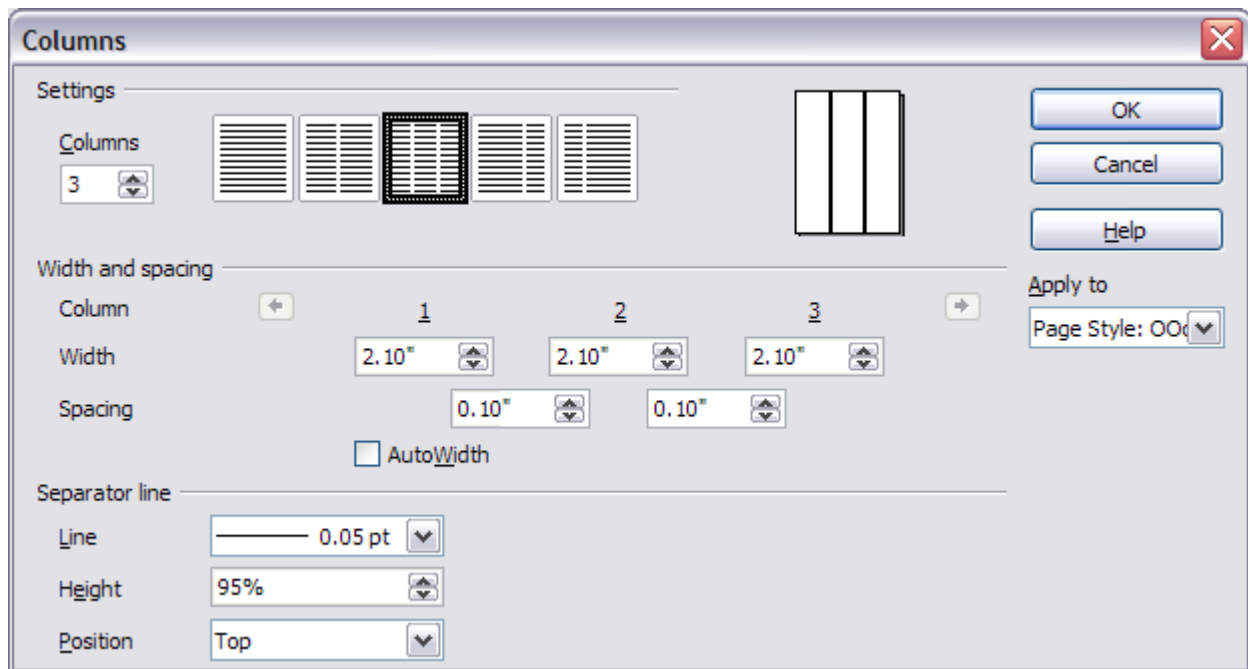 Columns
Settings
Columns
3
OK
Cancel
Help
Width and spacing
Column 1 2 3
Width 2.10" 2.10" 2.10"
Spacing 0.10" 0.10"
AutoWidth
Apply to
Page Style: OOo
Separator line
Line 0.05 pt
Height 95%
Position Top